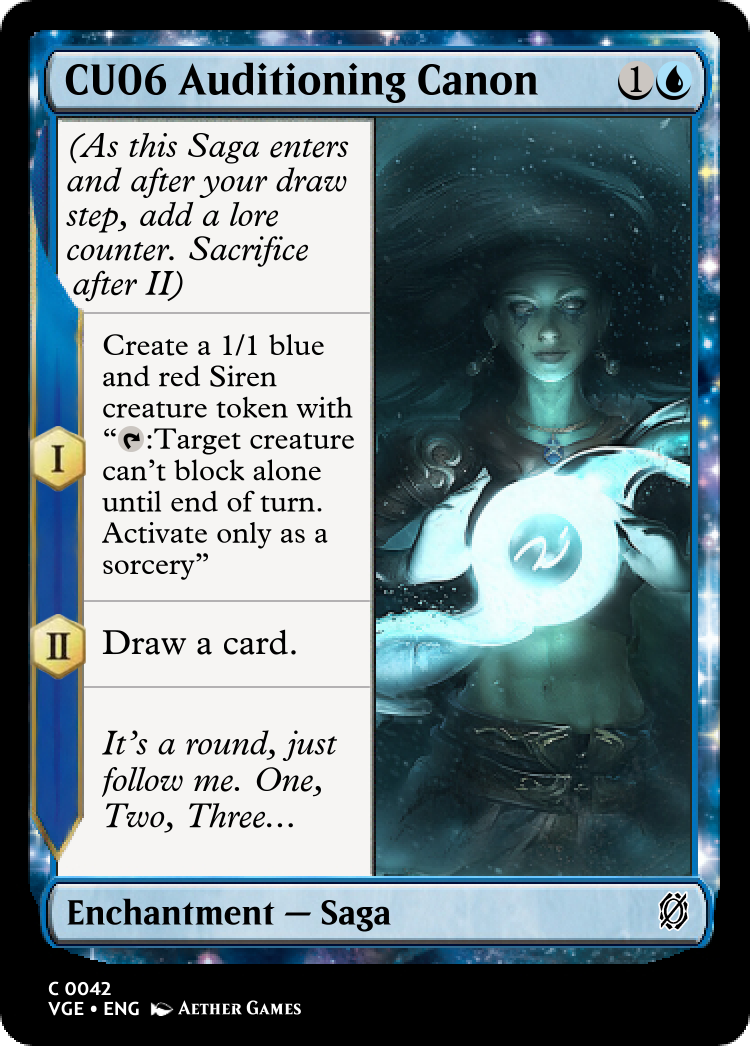 CU06 Auditioning Canon 1
(As this Saga enters
and after your draw
step, add a lore
counter. Sacrifice
after II)
I
Create a 1/1 blue
and red Siren
creature token with
“:Target creature
can’t block alone
until end of turn.
Activate only as a
sorcery”
II
Draw a card.
It’s a round, just
follow me. One,
Two, Three…
Enchantment — Saga
C 0042
VGE • ENG AETHER GAMES